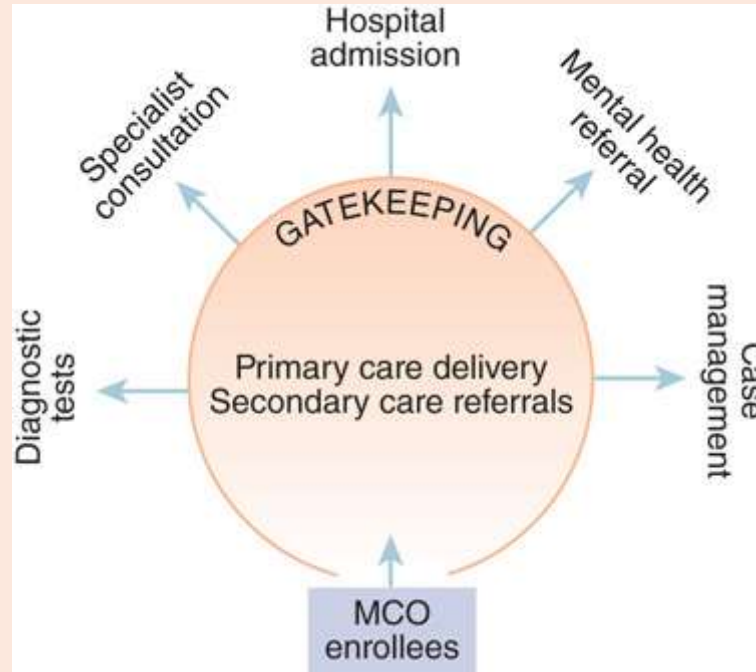 Hospital
admission
Specialist
consultation
Mental health
referral
GATEKEEPING
Diagnostic
tests
Primary care delivery
Secondary care referrals
Case
management
MCO
enrollees